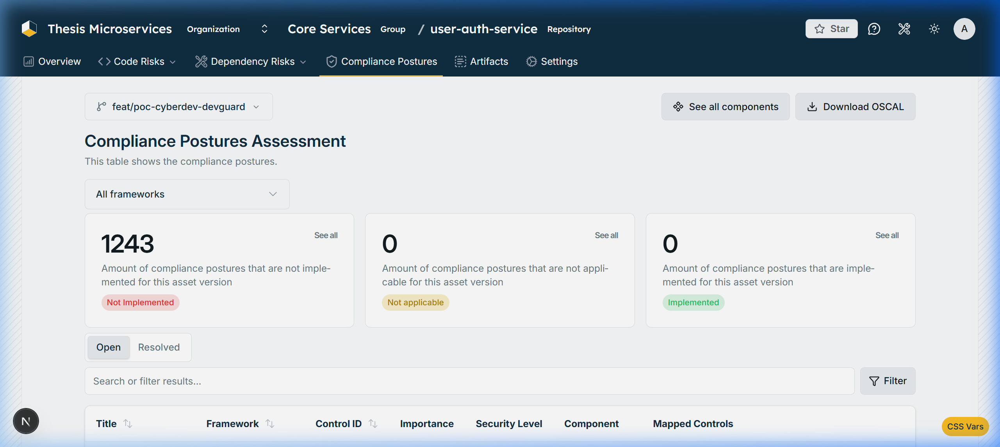 Thesis Microservices Organization Core Services Group / user-auth-service Repository Star A
Overview Code Risks Dependency Risks Compliance Postures Artifacts Settings
feat/poc-cyberdev-devguard See all components Download OSCAL
Compliance Postures Assessment
This table shows the compliance postures.
All frameworks
1243 See all
Amount of compliance postures that are not imple-
mented for this asset version
Not Implemented
0 See all
Amount of compliance postures that are not appli-
cable for this asset version
Not applicable
0 See all
Amount of compliance postures that are imple-
mented for this asset version
Implemented
Open Resolved
Search or filter results... Filter
Title Framework Control ID Importance Security Level Component Mapped Controls
N
CSS Vars